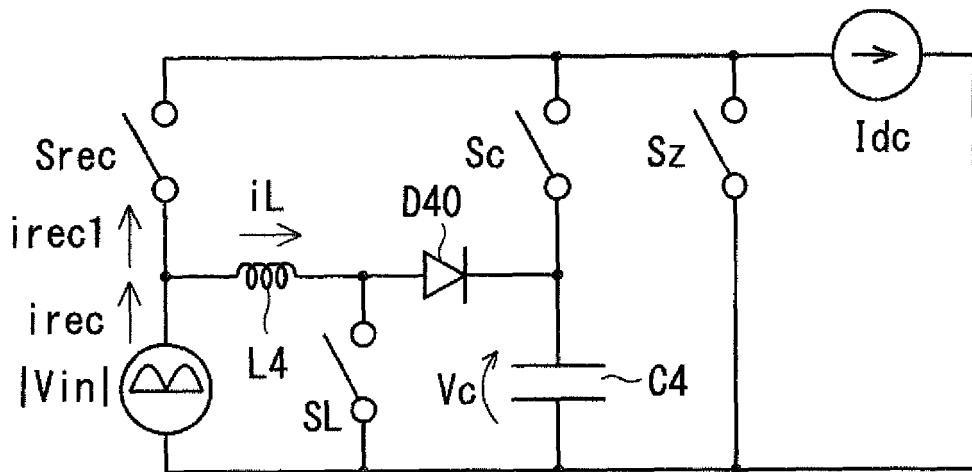 Idc
Srec
Sc
Sz
iL
D40
irec1
irec
L4
|Vin|
SL
Vc
C4